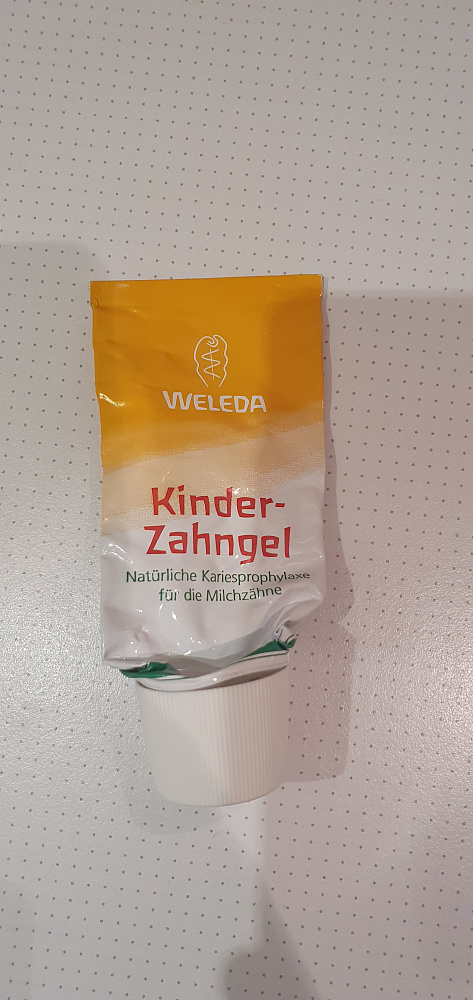 WELEDA
Kinder-
Zahngel
Natürliche Kariesprophylaxe
für die Milchzähne